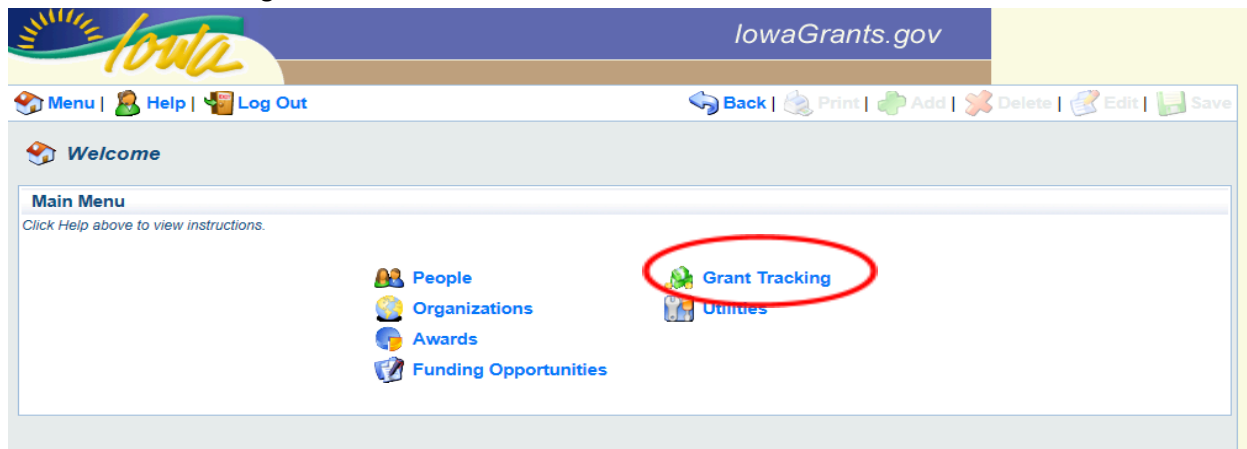 Iowa
IowaGrants.gov
Menu | Help | Log Out
Back | Print | Add | Delete | Edit | Save
Welcome
Main Menu
Click Help above to view instructions.
People
Grant Tracking
Organizations
Utilities
Awards
Funding Opportunities